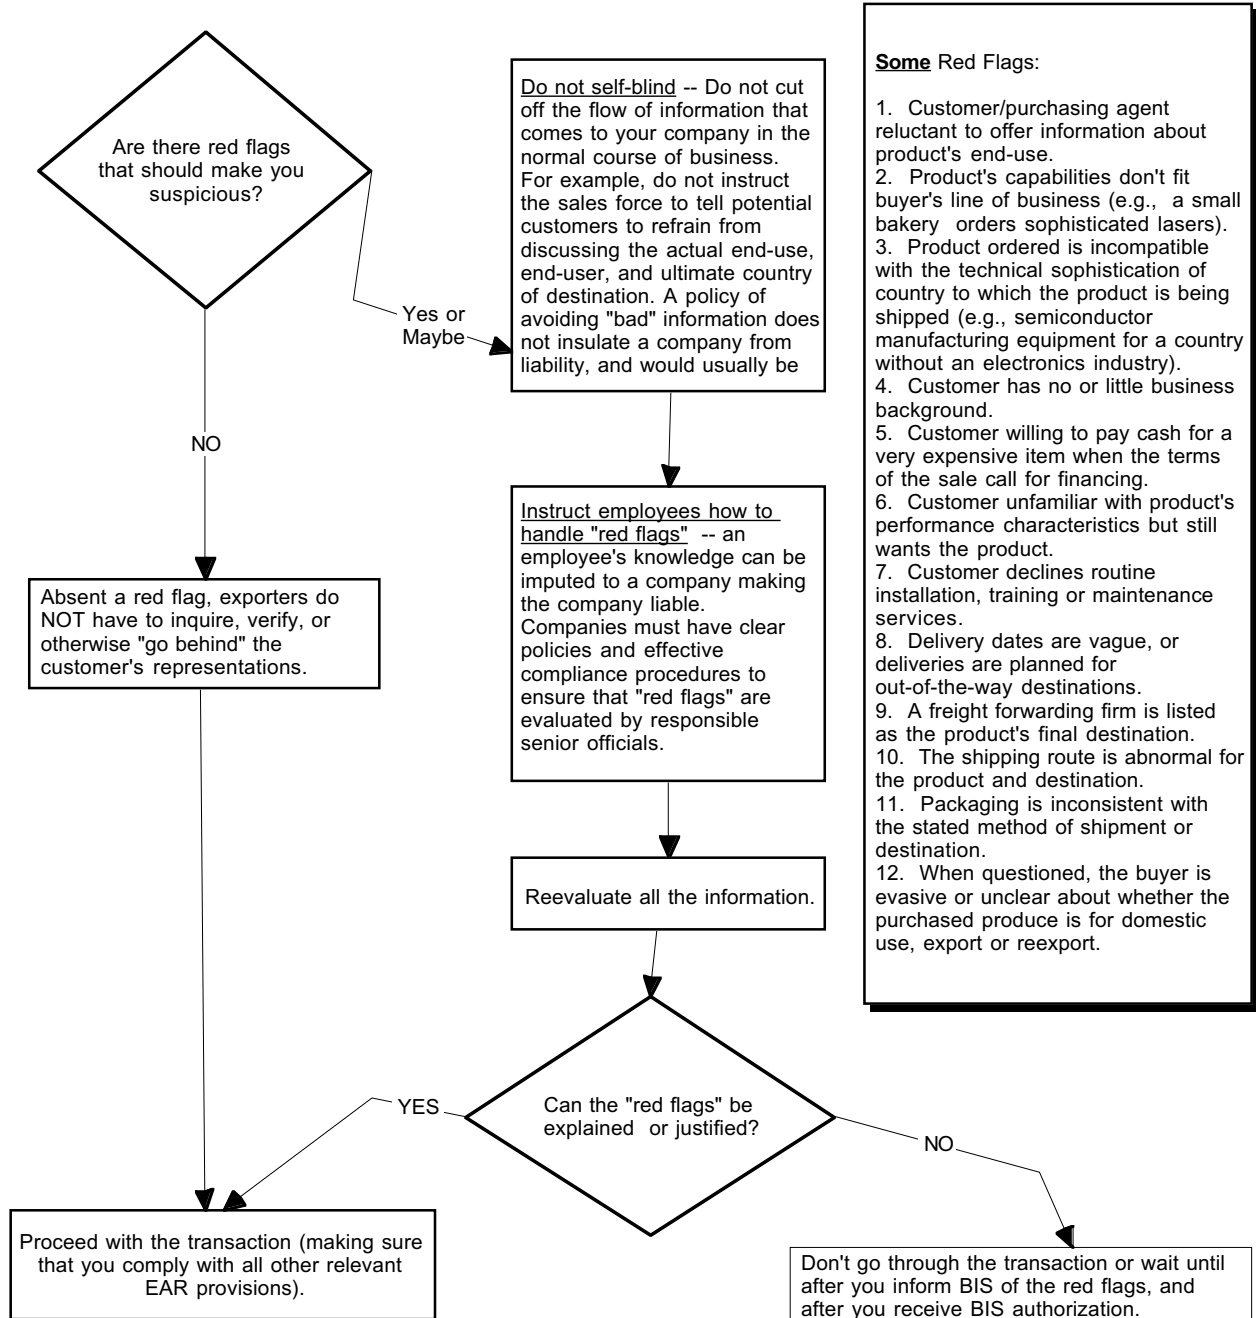 Are there red flags
that should make you
suspicious?
Yes or
Maybe
NO
Absent a red flag, exporters do
NOT have to inquire, verify, or
otherwise "go behind" the
customer's representations.
Do not self-blind -- Do not cut
off the flow of information that
comes to your company in the
normal course of business.
For example, do not instruct
the sales force to tell potential
customers to refrain from
discussing the actual end-use,
end-user, and ultimate country
of destination. A policy of
avoiding "bad" information does
not insulate a company from
liability, and would usually be
Instruct employees how to
handle "red flags" -- an
employee's knowledge can be
imputed to a company making
the company liable.
Companies must have clear
policies and effective
compliance procedures to
ensure that "red flags" are
evaluated by responsible
senior officials.
Reevaluate all the information.
Can the "red flags" be
explained or justified?
YES
NO
Proceed with the transaction (making sure
that you comply with all other relevant
EAR provisions).
Don't go through the transaction or wait until
after you inform BIS of the red flags, and
after you receive BIS authorization.
Some Red Flags:
1. Customer/purchasing agent
reluctant to offer information about
product's end-use.
2. Product's capabilities don't fit
buyer's line of business (e.g., a small
bakery orders sophisticated lasers).
3. Product ordered is incompatible
with the technical sophistication of
country to which the product is being
shipped (e.g., semiconductor
manufacturing equipment for a country
without an electronics industry).
4. Customer has no or little business
background.
5. Customer willing to pay cash for a
very expensive item when the terms
of the sale call for financing.
6. Customer unfamiliar with product's
performance characteristics but still
wants the product.
7. Customer declines routine
installation, training or maintenance
services.
8. Delivery dates are vague, or
deliveries are planned for
out-of-the-way destinations.
9. A freight forwarding firm is listed
as the product's final destination.
10. The shipping route is abnormal for
the product and destination.
11. Packaging is inconsistent with
the stated method of shipment or
destination.
12. When questioned, the buyer is
evasive or unclear about whether the
purchased produce is for domestic
use, export or reexport.